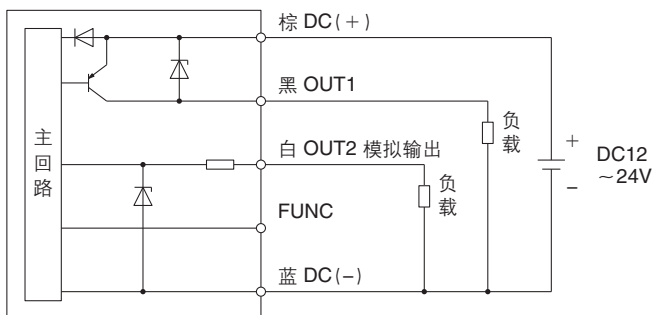 棕 DC(+)
黑 OUT1
主回路
负载
+
DC12
~24V
白 OUT2 模拟输出
负载
−
FUNC
蓝 DC(−)